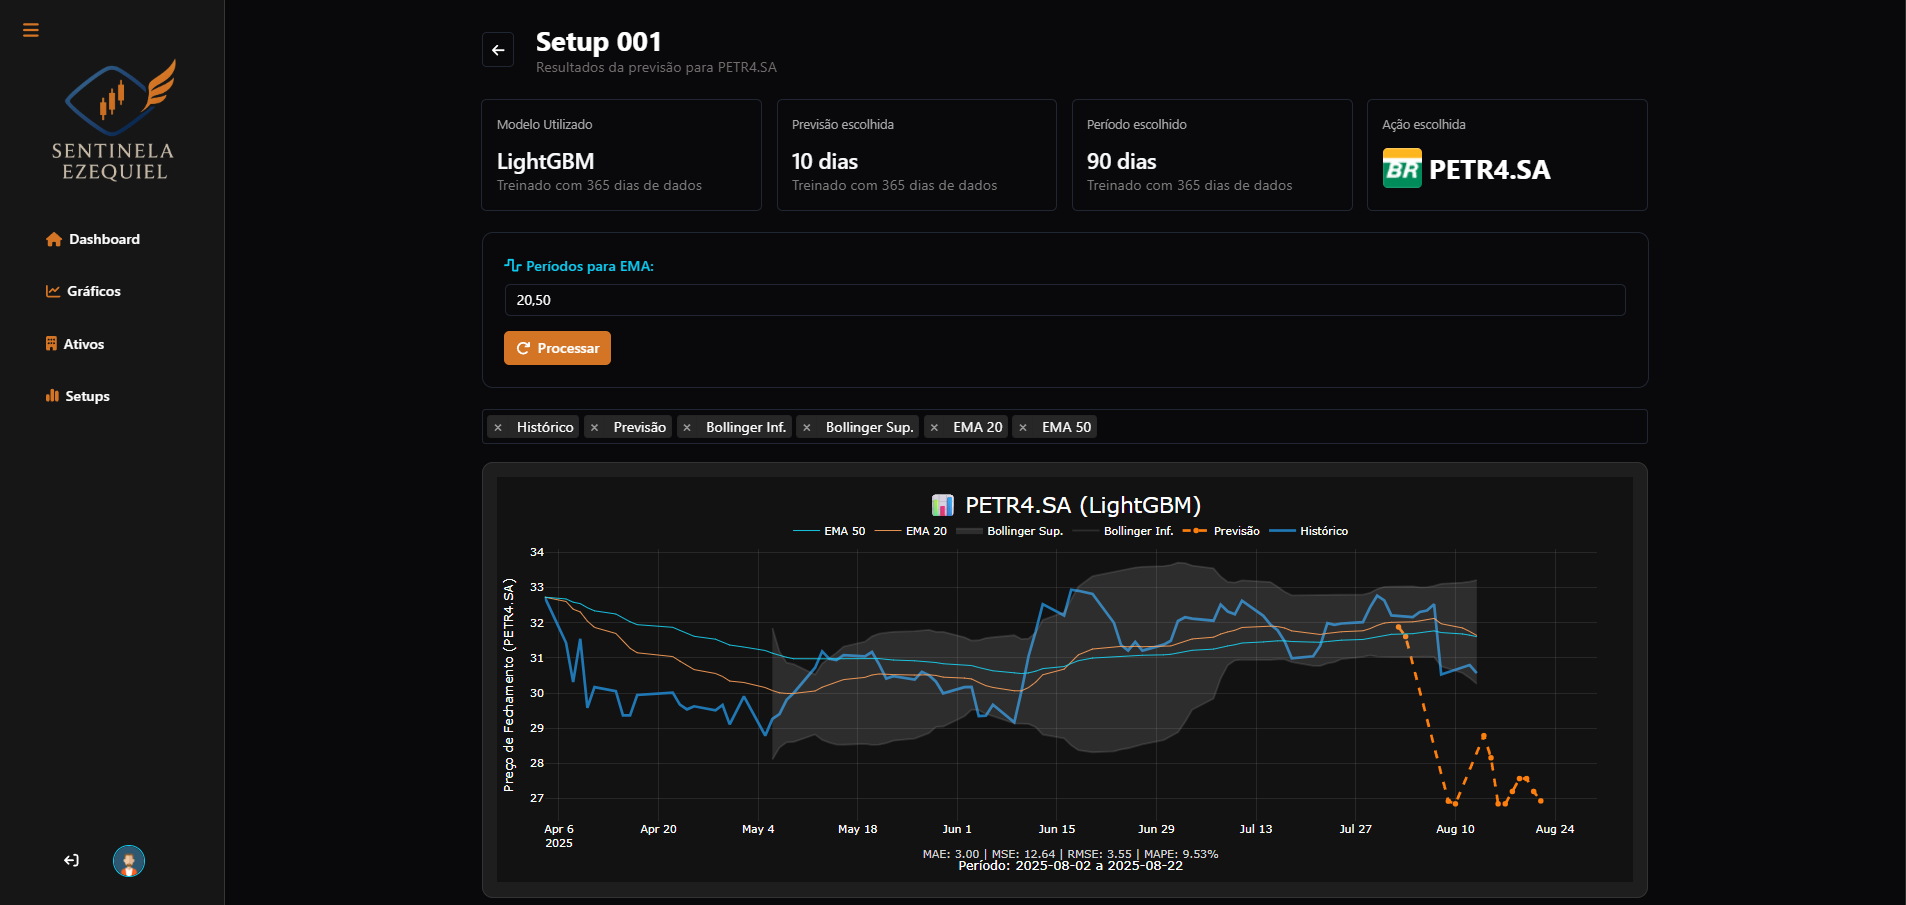 SENTINELA
EZEQUIEL
Dashboard
Gráficos
Ativos
Setups
Setup 001
Resultados da previsão para PETR4.SA
Modelo Utilizado
LightGBM
Treinado com 365 dias de dados
Previsão escolhida
10 dias
Treinado com 365 dias de dados
Período escolhido
90 dias
Treinado com 365 dias de dados
Ação escolhida
BR PETR4.SA
Períodos para EMA:
20,50
Processar
× Histórico × Previsão × Bollinger Inf. × Bollinger Sup. × EMA 20 × EMA 50
PETR4.SA (LightGBM)
EMA 50 EMA 20 Bollinger Sup. Bollinger Inf. Previsão Histórico
Preço de Fechamento (PETR4.SA)
34
33
32
31
30
29
28
27
Apr 6 Apr 20 May 4 May 18 Jun 1 Jun 15 Jun 29 Jul 13 Jul 27 Aug 10 Aug 24
2025
MAE: 3.00 | MSE: 12.64 | RMSE: 3.55 | MAPE: 9.53%
Período: 2025-08-02 a 2025-08-22